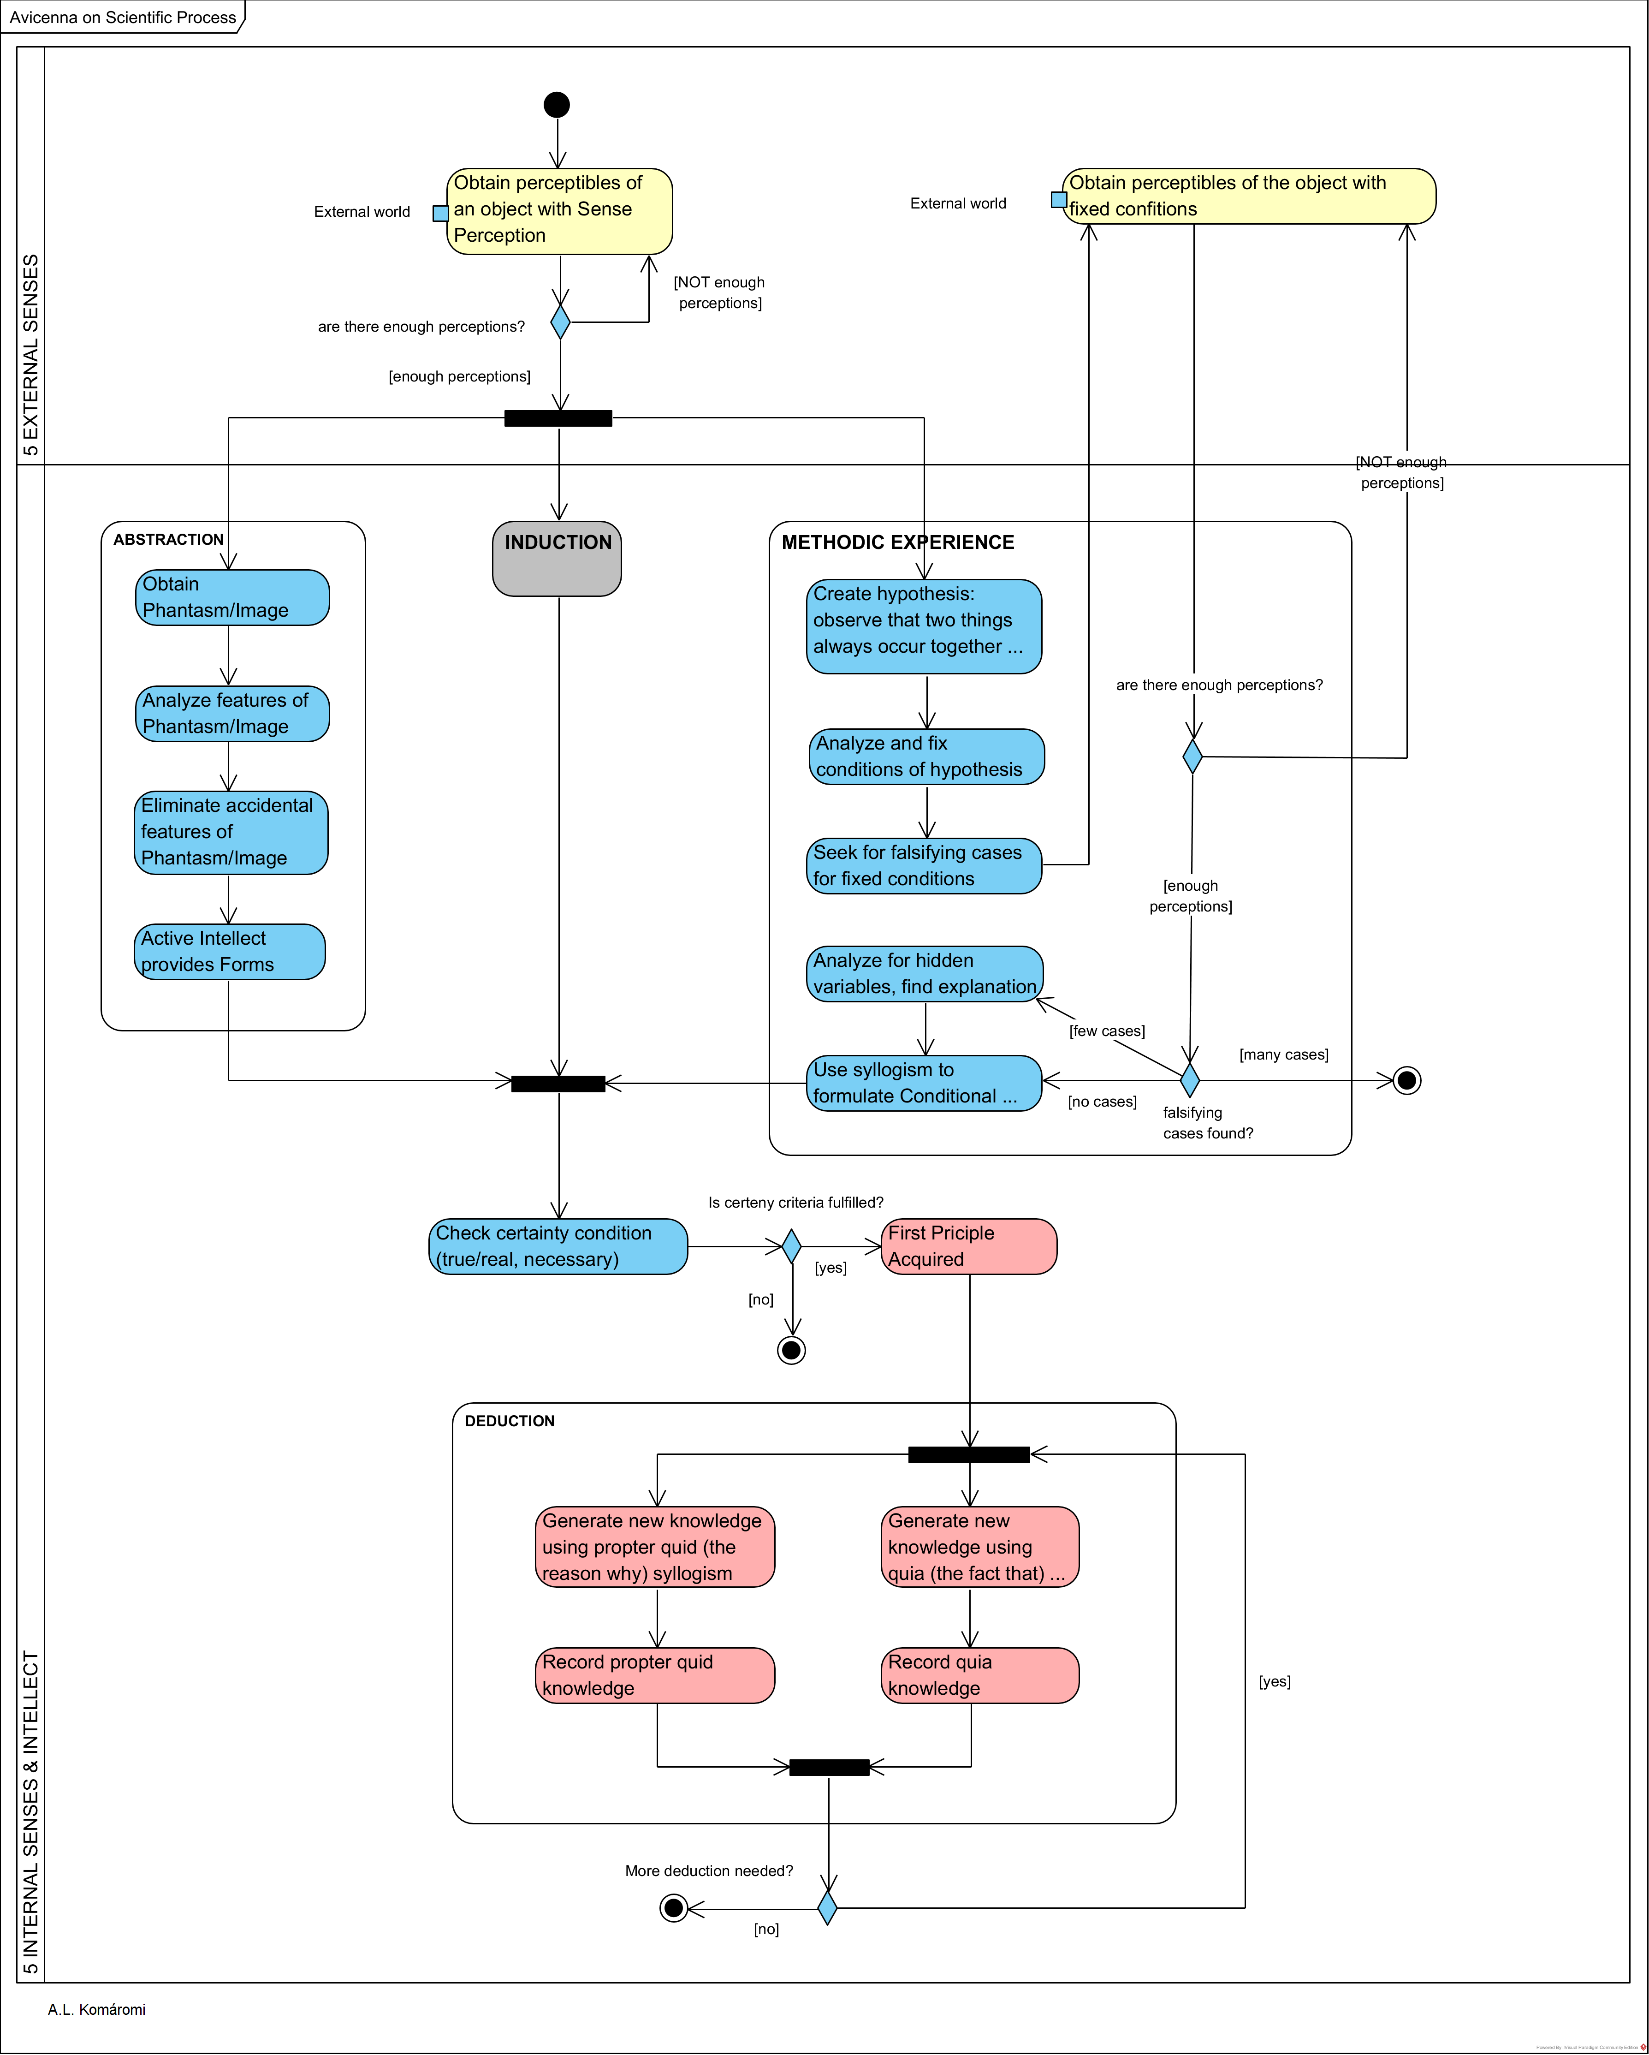 Avicenna on Scientific Process
5 EXTERNAL SENSES
Obtain perceptibles of
an object with Sense
Perception
External world
Obtain perceptibles of the object with
fixed confitions
External world
[NOT enough
perceptions]
are there enough perceptions?
[enough perceptions]
[NOT enough
perceptions]
5 INTERNAL SENSES & INTELLECT
ABSTRACTION
Obtain
Phantasm/Image
Analyze features of
Phantasm/Image
Eliminate accidental
features of
Phantasm/Image
Active Intellect
provides Forms
INDUCTION
METHODIC EXPERIENCE
Create hypothesis:
observe that two things
always occur together ...
Analyze and fix
conditions of hypothesis
Seek for falsifying cases
for fixed conditions
are there enough perceptions?
[enough
perceptions]
Analyze for hidden
variables, find explanation
[few cases]
[many cases]
Use syllogism to
formulate Conditional ...
[no cases]
falsifying
cases found?
Check certainty condition
(true/real, necessary)
Is certeny criteria fulfilled?
[yes]
[no]
First Priciple
Acquired
DEDUCTION
Generate new knowledge
using propter quid (the
reason why) syllogism
Generate new
knowledge using
quia (the fact that) ...
Record propter quid
knowledge
Record quia
knowledge
[yes]
More deduction needed?
[no]
A.L. Komáromi
Powered By Visual Paradigm Community Edition